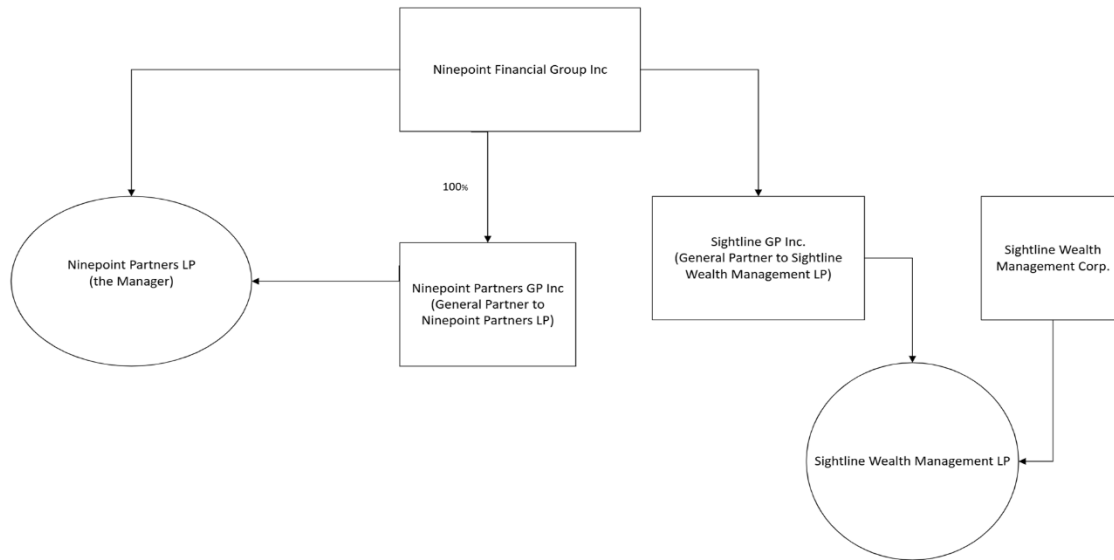 Ninepoint Financial Group Inc
100%
Ninepoint Partners LP
(the Manager)
Ninepoint Partners GP Inc
(General Partner to
Ninepoint Partners LP)
Sightline GP Inc.
(General Partner to Sightline
Wealth Management LP)
Sightline Wealth
Management Corp.
Sightline Wealth Management LP